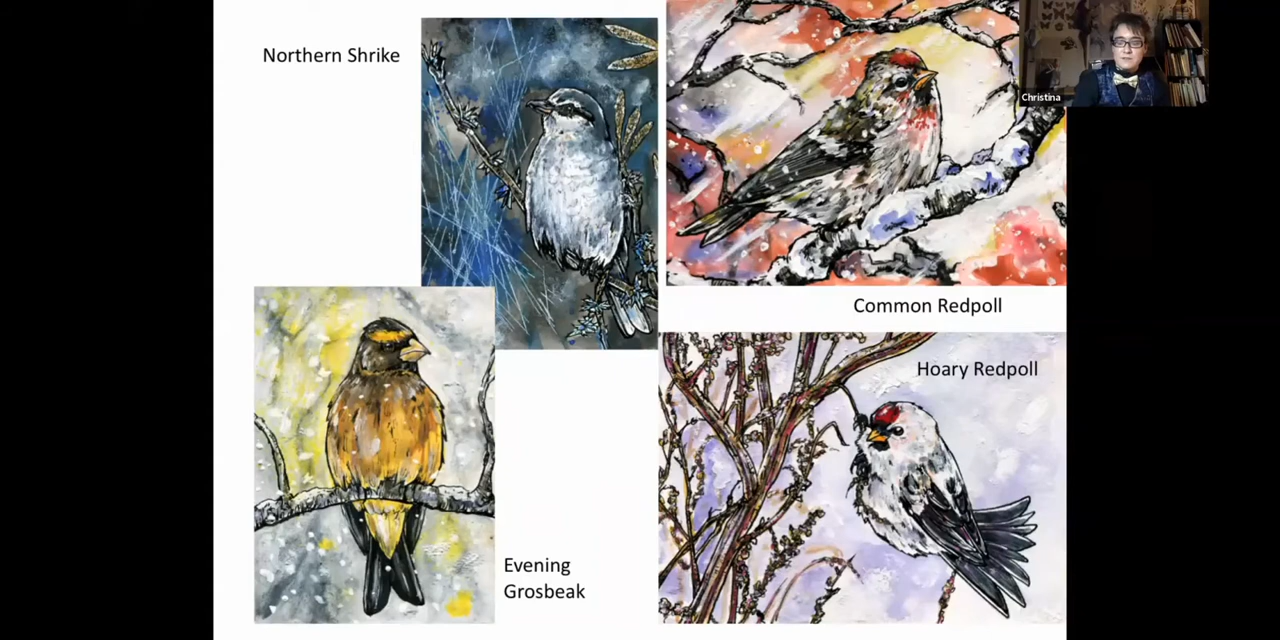 Northern Shrike
Christina
Common Redpoll
Hoary Redpoll
Evening
Grosbeak